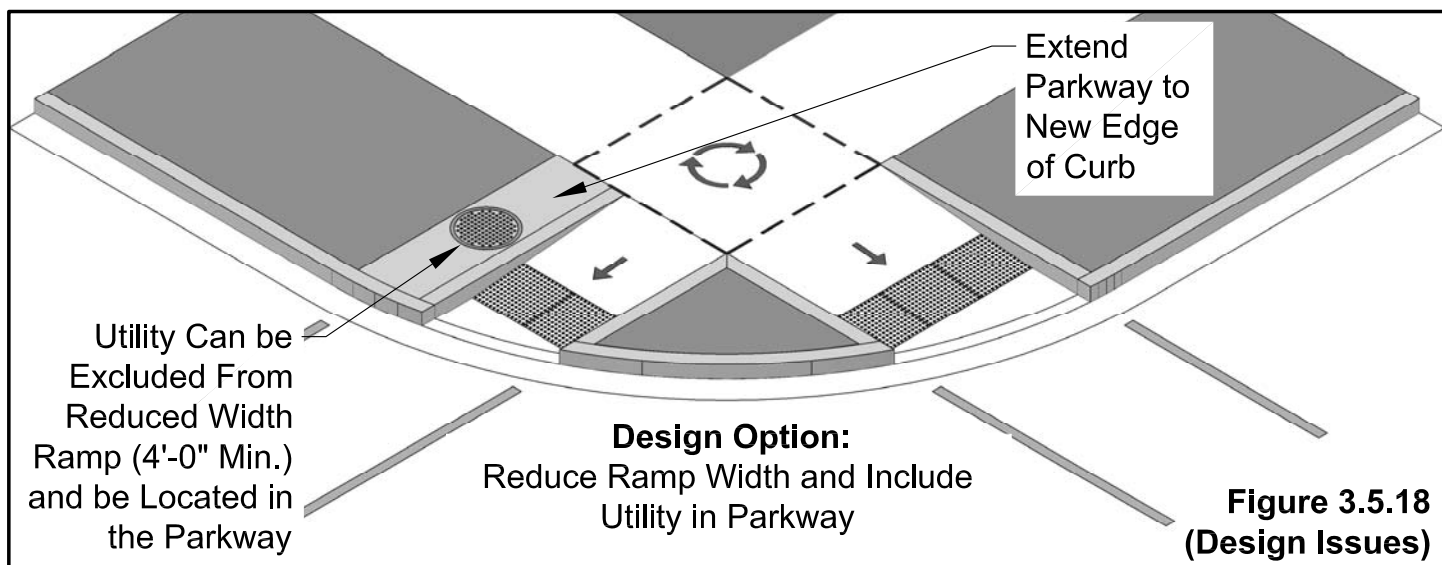 Extend
Parkway to
New Edge
of Curb
Utility Can be
Excluded From
Reduced Width
Ramp (4'-0" Min.)
and be Located in
the Parkway
Design Option:
Reduce Ramp Width and Include
Utility in Parkway
Figure 3.5.18
(Design Issues)